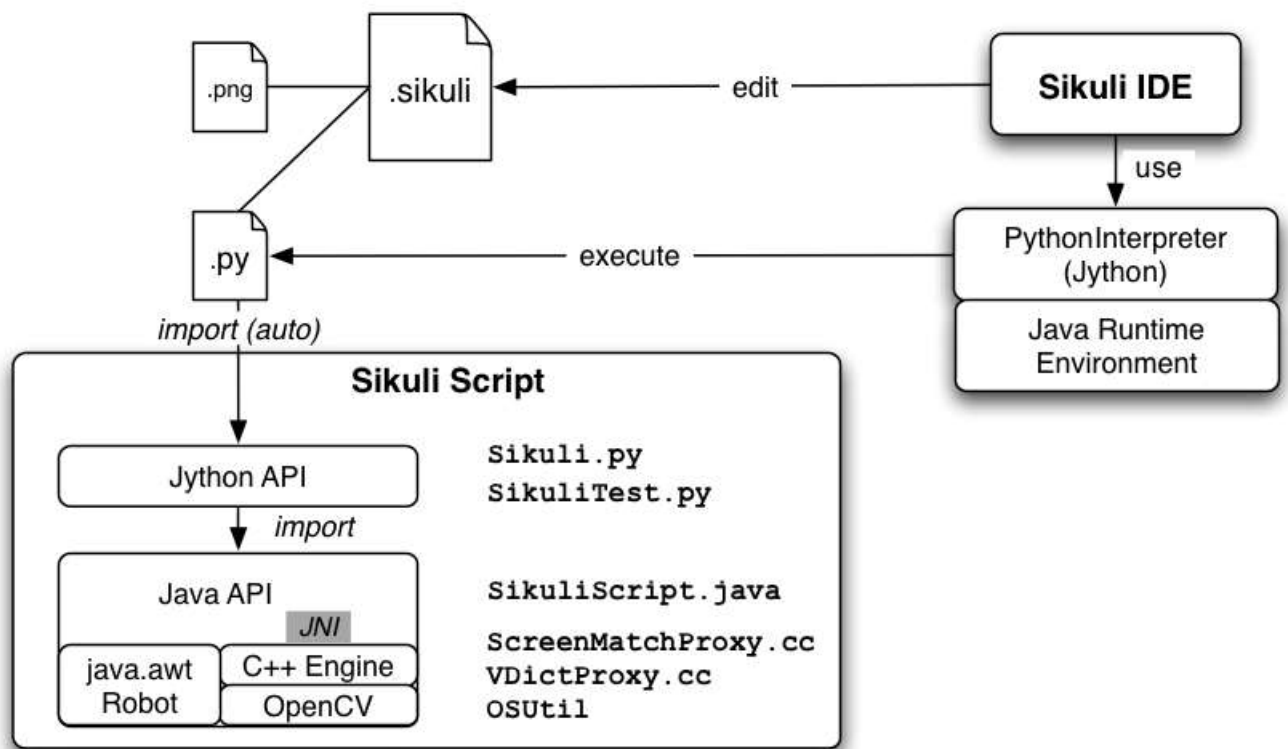 .png
.sikuli
edit
Sikuli IDE
use
.py
execute
PythonInterpreter
(Jython)
Java Runtime
Environment
import (auto)
Sikuli Script
Jython API
Sikuli.py
SikuliTest.py
import
Java API
SikuliScript.java
JNI
java.awt
Robot
C++ Engine
OpenCV
ScreenMatchProxy.cc
VDictProxy.cc
OSUtil